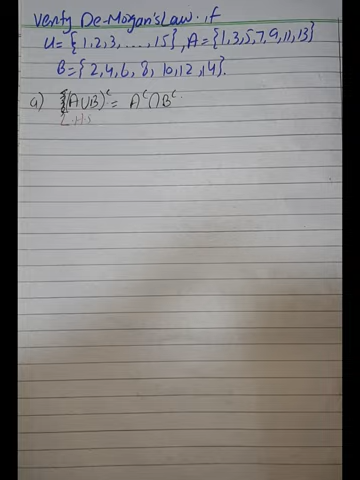 Verify De-Morgan's Law. if
U = {1,2,3,...,15}, A = {1,3,5,7,9,11,13}
B = {2,4,6,8,10,12,14}.
a) (A∪B)ᶜ = Aᶜ∩Bᶜ
L.H.S